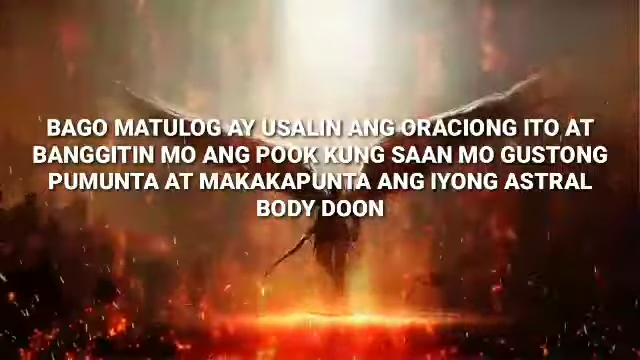 BAGO MATULOG AY USALIN ANG ORACIONG ITO AT
BANGGITIN MO ANG POOK KUNG SAAN MO GUSTONG
PUMUNTA AT MAKAKAPUNTA ANG IYONG ASTRAL
BODY DOON